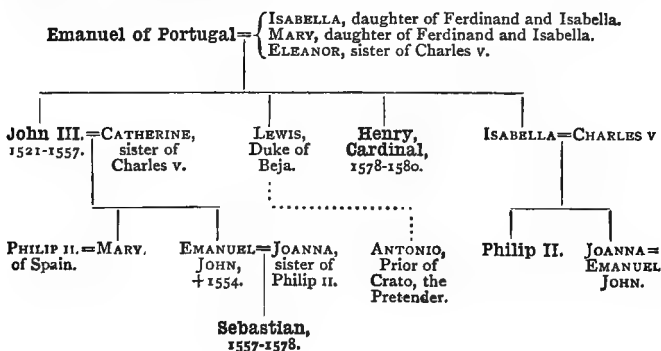 Emanuel of Portugal=
ISABELLA, daughter of Ferdinand and Isabella.
MARY, daughter of Ferdinand and Isabella.
ELEANOR, sister of Charles v.
John III.=CATHERINE,
1521-1557. sister of
Charles v.
LEWIS,
Duke of
Beja.
Henry,
Cardinal,
1578-1580.
ISABELLA=CHARLES V
PHILIP II.=MARY.
of Spain.
EMANUEL=JOANNA,
JOHN, sister of
+1554. Philip II.
ANTONIO,
Prior of
Crato, the
Pretender.
Philip II.
JOANNA=
EMANUEL
JOHN.
Sebastian,
1557-1578.